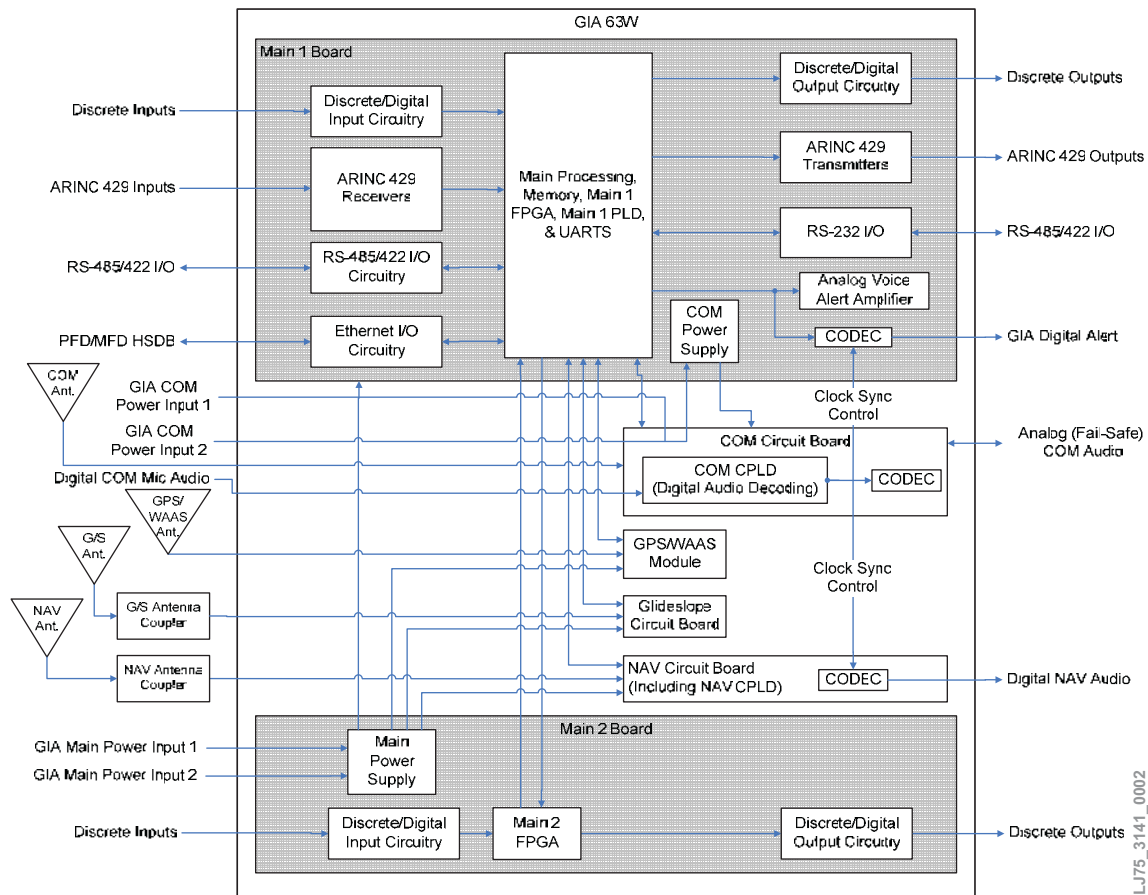 GIA 63W
Main 1 Board
Discrete Inputs
Discrete/Digital
Input Circuitry
Main Processing,
Memory, Main 1
FPGA, Main 1 PLD,
& UARTS
Discrete/Digital
Output Circuitry
Discrete Outputs
ARINC 429 Inputs
ARINC 429
Receivers
ARINC 429
Transmitters
ARINC 429 Outputs
RS-485/422 I/O
RS-485/422 I/O
Circuitry
RS-232 I/O
RS-485/422 I/O
PFD/MFD HSDB
Ethernet I/O
Circuitry
COM
Power
Supply
Analog Voice
Alert Amplifier
CODEC
GIA Digital Alert
COM
Ant.
GIA COM
Power Input 1
GIA COM
Power Input 2
Clock Sync
Control
COM Circuit Board
Analog (Fail-Safe)
COM Audio
Digital COM Mic Audio
COM CPLD
(Digital Audio Decoding)
CODEC
GPS/
WAAS
Ant.
G/S
Ant.
GPS/WAAS
Module
Clock Sync
Control
NAV
Ant.
G/S Antenna
Coupler
Glideslope
Circuit Board
NAV Antenna
Coupler
NAV Circuit Board
(Including NAV CPLD)
CODEC
Digital NAV Audio
Main 2 Board
GIA Main Power Input 1
GIA Main Power Input 2
Main
Power
Supply
Discrete Inputs
Discrete/Digital
Input Circuitry
Main 2
FPGA
Discrete/Digital
Output Circuitry
Discrete Outputs
LJ75_3141_0002